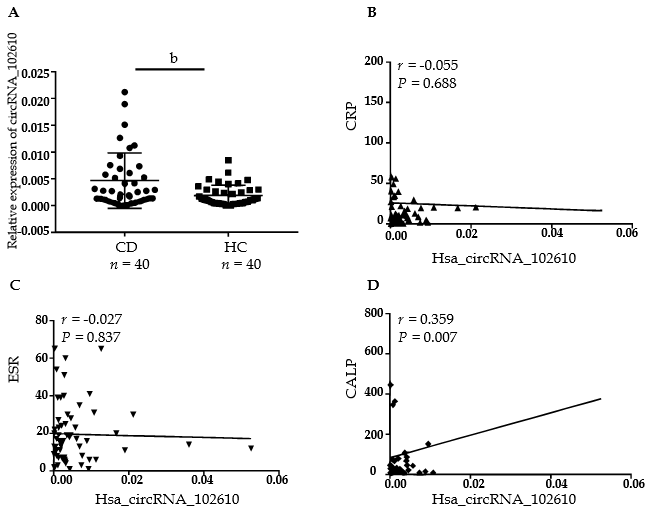 A
Relative expression of circRNA_102610
0.025
0.020
0.015
0.010
0.005
0.000
-0.005
b
CD
HC
n = 40
n = 40
B
CRP
200
150
100
50
0
r = -0.055
P = 0.688
0.00
0.02
0.04
0.06
Hsa_circRNA_102610
C
ESR
80
60
40
20
0
r = -0.027
P = 0.837
0.00
0.02
0.04
0.06
Hsa_circRNA_102610
D
CALP
800
600
400
200
0
r = 0.359
P = 0.007
0.00
0.02
0.04
0.06
Hsa_circRNA_102610